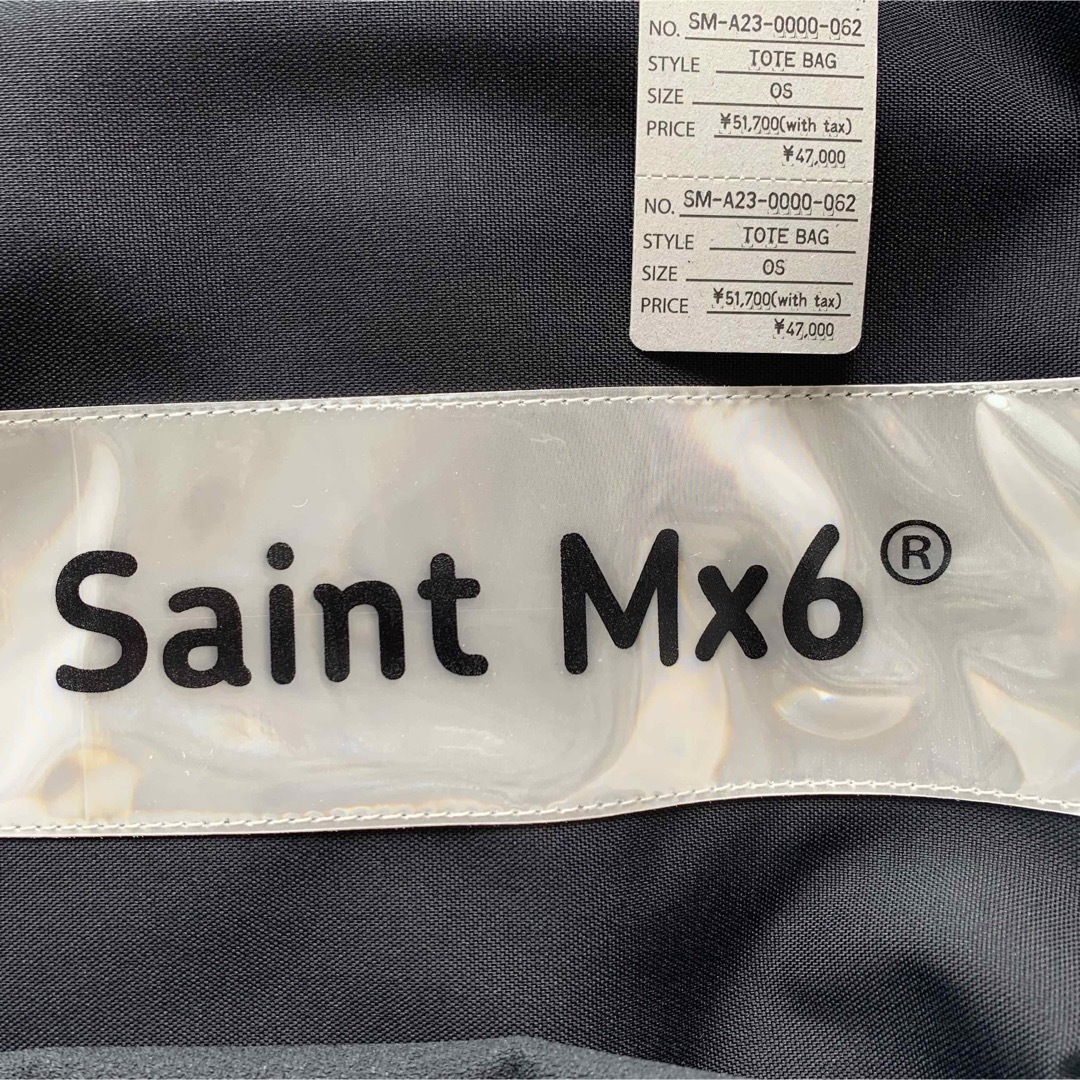 NO. SM-A23-0000-062
STYLE TOTE BAG
SIZE OS
PRICE ¥51,700(with tax)
¥47,000
NO. SM-A23-0000-062
STYLE TOTE BAG
SIZE OS
PRICE ¥51,700(with tax)
¥47,000
Saint Mx6®